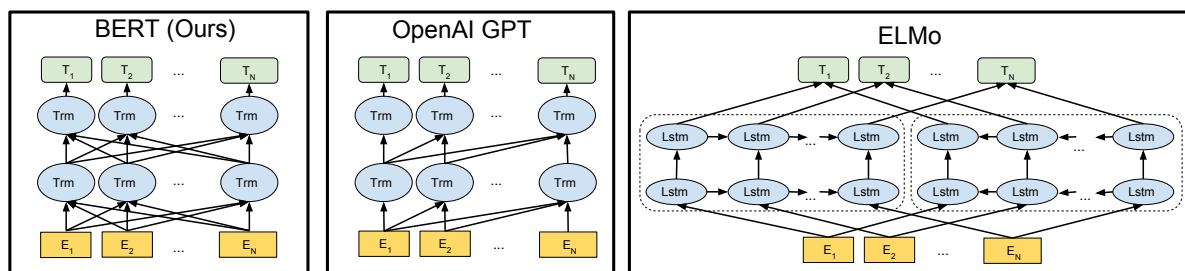 BERT (Ours)
T1 T2 ... TN
Trm Trm ... Trm
Trm Trm ... Trm
E1 E2 ... EN
OpenAI GPT
T1 T2 ... TN
Trm Trm ... Trm
Trm Trm ... Trm
E1 E2 ... EN
ELMo
T1 T2 ... TN
Lstm Lstm ... Lstm Lstm Lstm ... Lstm
Lstm Lstm ... Lstm Lstm Lstm ... Lstm
E1 E2 ... EN